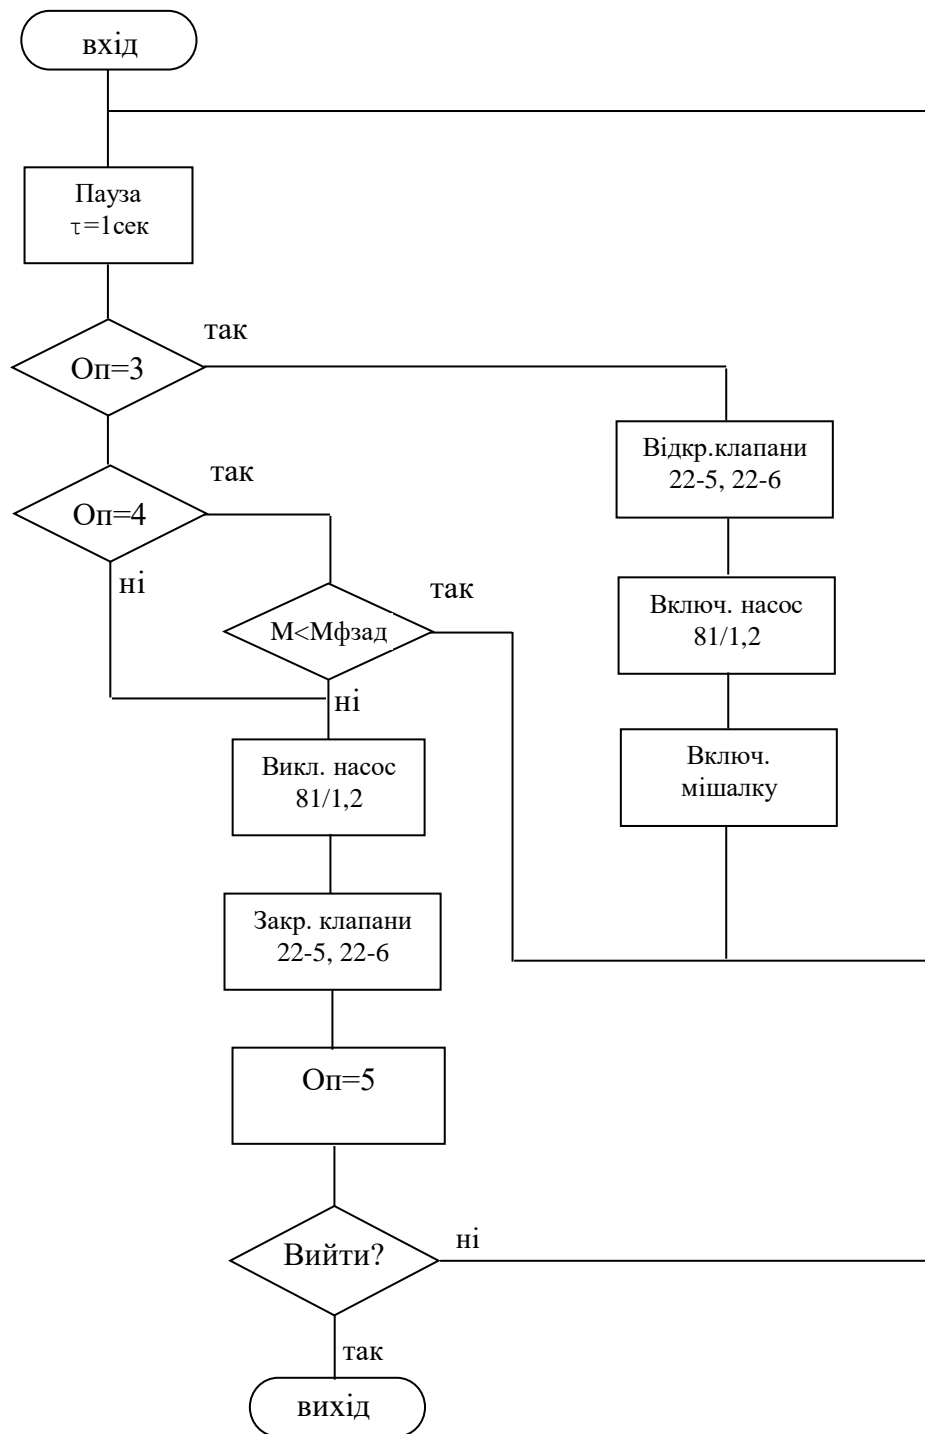 вхід
Пауза
τ=1сек
так
Оп=3
Відкр.клапани
22-5, 22-6
так
Оп=4
ні
так
Включ. насос
81/1,2
М<Мфзад
ні
Викл. насос
81/1,2
Включ.
мішалку
Закр. клапани
22-5, 22-6
Оп=5
Вийти?
ні
так
вихід